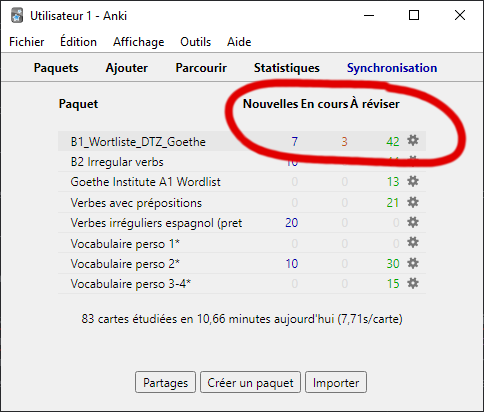 Utilisateur 1 - Anki
Fichier Édition Affichage Outils Aide
Paquets Ajouter Parcourir Statistiques Synchronisation
Paquet Nouvelles En cours À réviser
B1_Wortliste_DTZ_Goethe 7 3 42
B2 Irregular verbs 10
Goethe Institute A1 Wordlist 0 0 13
Verbes avec prépositions 0 0 21
Verbes irréguliers espagnol (pret 20 0 0
Vocabulaire perso 1* 0 0 0
Vocabulaire perso 2* 10 0 30
Vocabulaire perso 3-4* 0 0 15
83 cartes étudiées en 10,66 minutes aujourd'hui (7,71s/carte)
Partages Créer un paquet Importer